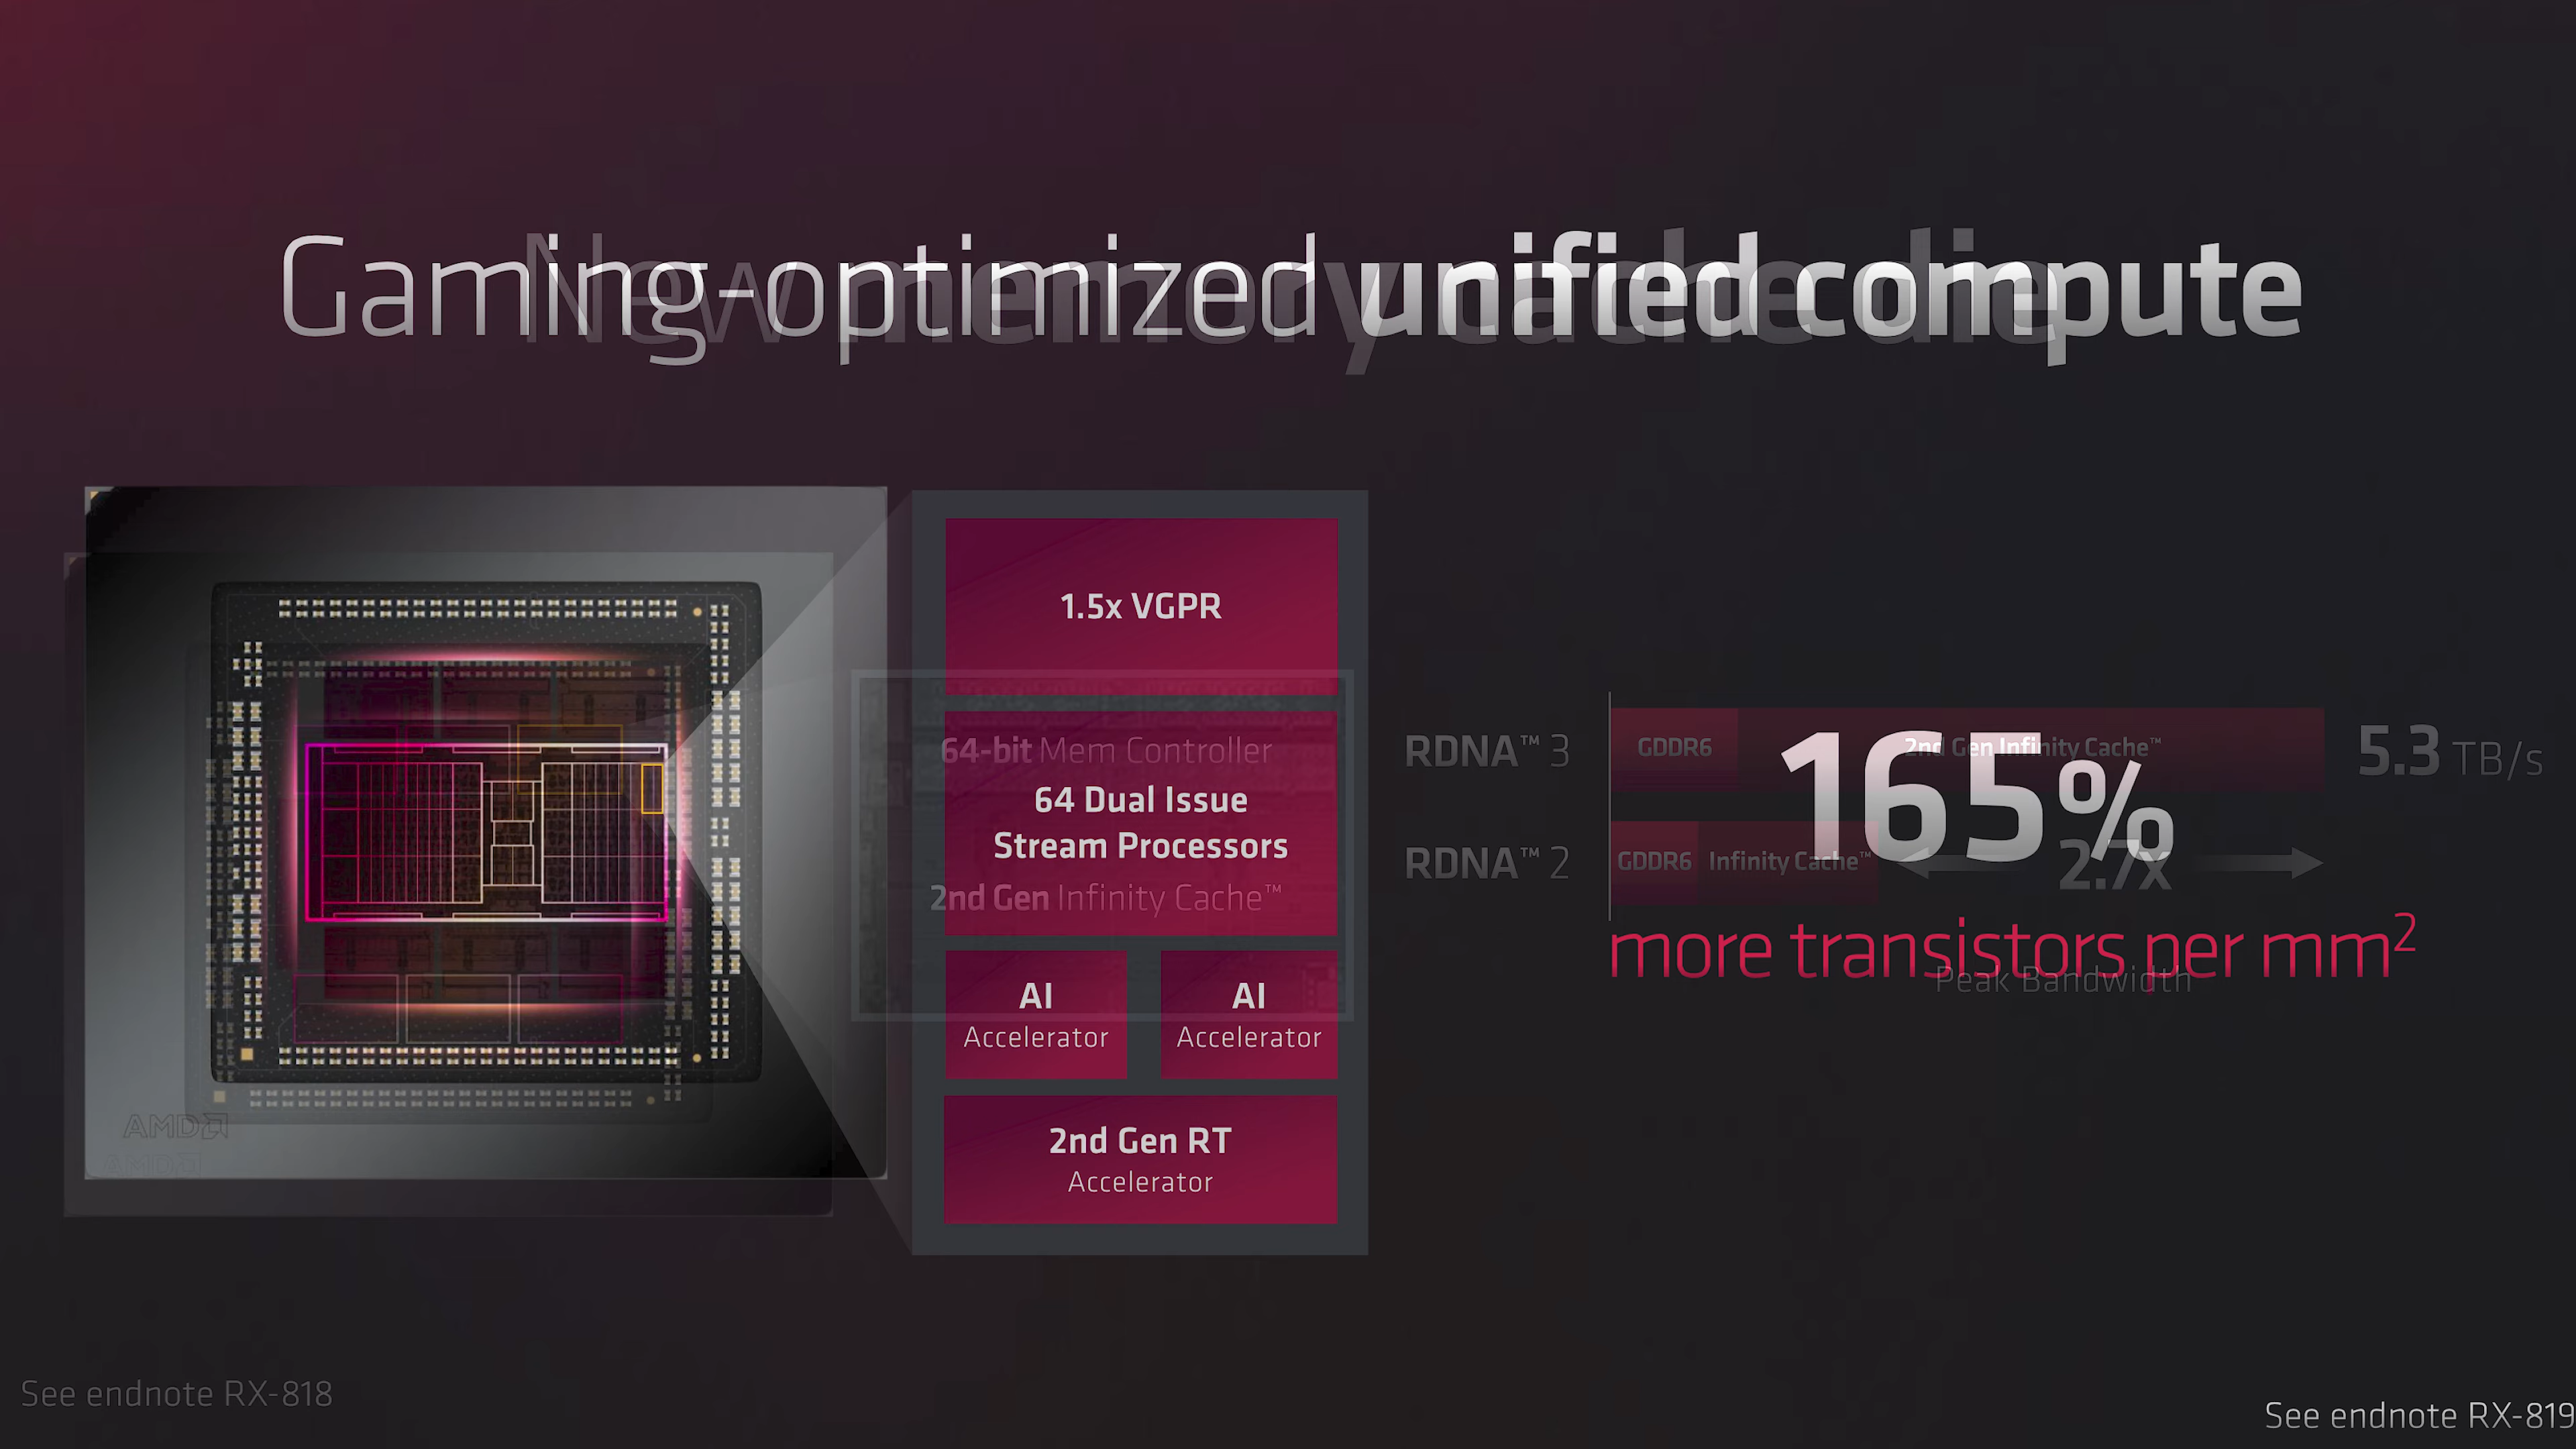 Gaming-optimized unified compute
New memory cache die
1.5x VGPR
64-bit Mem Controller
64 Dual Issue
Stream Processors
2nd Gen Infinity Cache™
AI
Accelerator
AI
Accelerator
2nd Gen RT
Accelerator
RDNA™ 3
GDDR6
2nd Gen Infinity Cache™
5.3 TB/s
RDNA™ 2
GDDR6
Infinity Cache™
2.7x
165%
more transistors per mm²
Peak Bandwidth
AMD
AMD
See endnote RX-818
See endnote RX-819